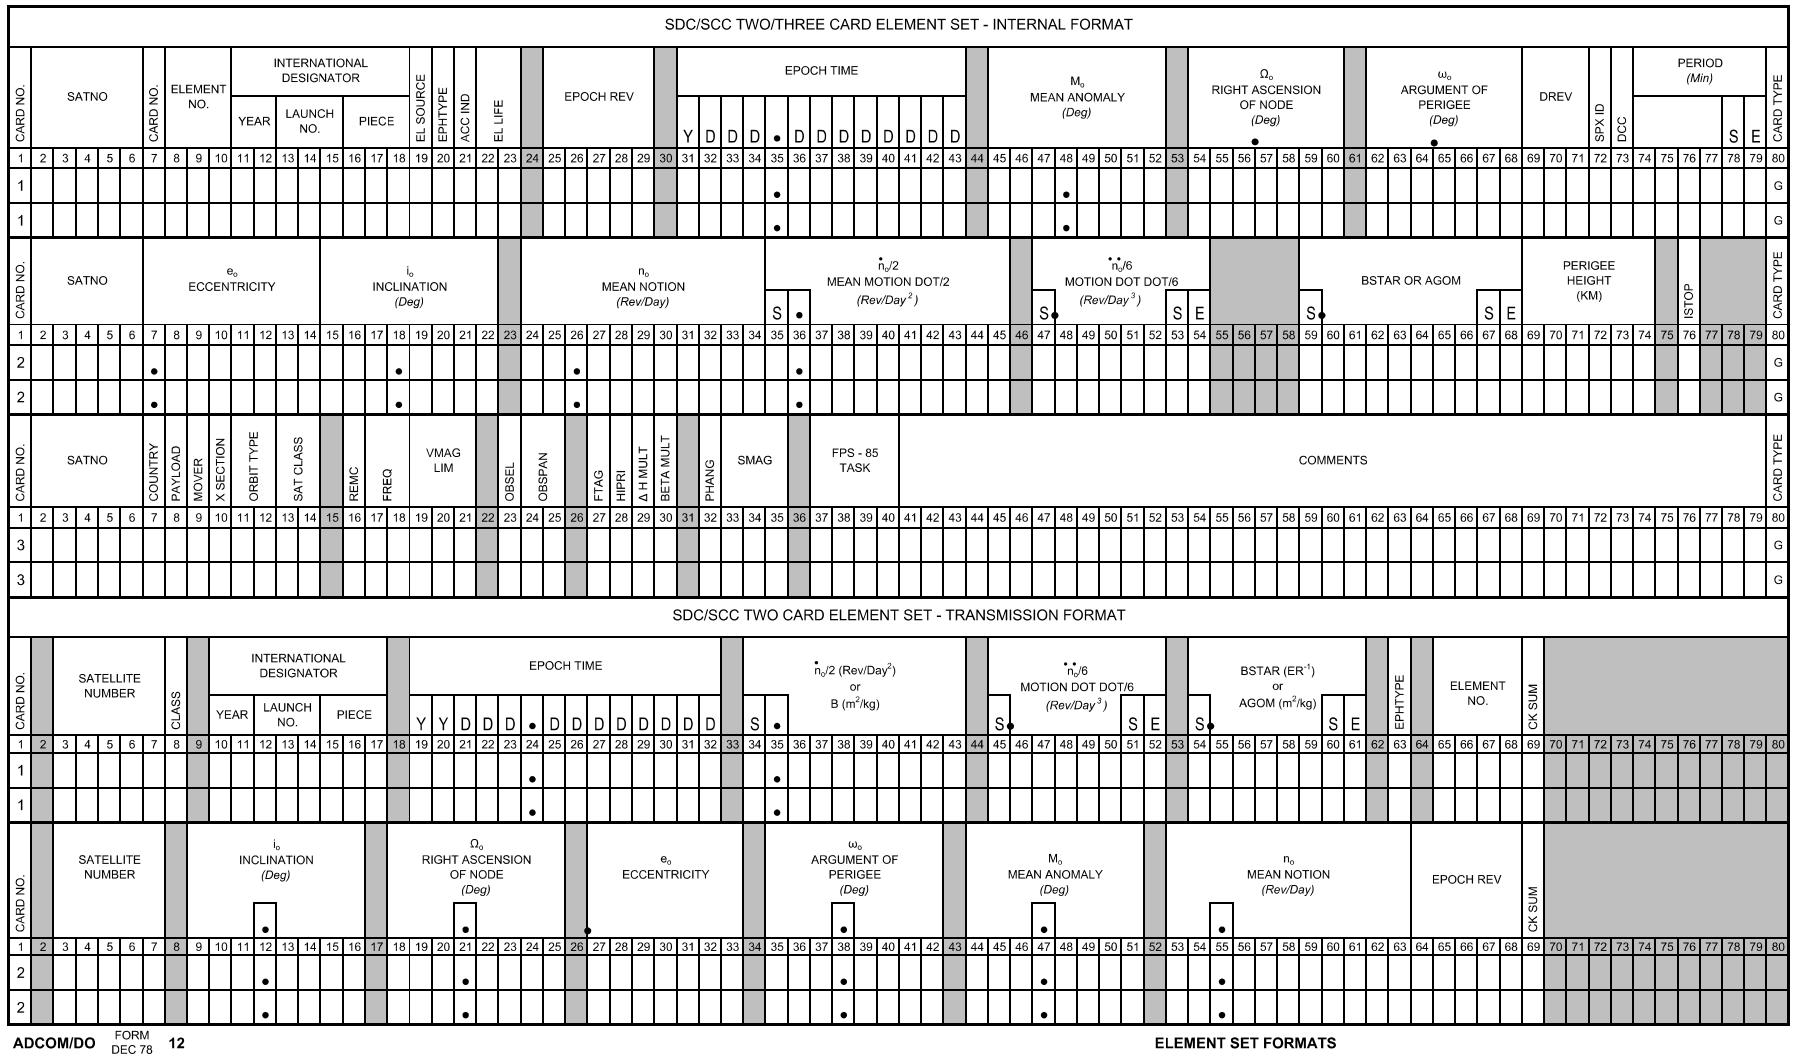 SDC/SCC TWO/THREE CARD ELEMENT SET - INTERNAL FORMAT
CARD NO.
SATNO
CARD NO.
ELEMENT
NO.
INTERNATIONAL
DESIGNATOR
YEAR
LAUNCH
NO.
PIECE
EL SOURCE
EPHTYPE
ACC IND
EL LIFE
EPOCH REV
EPOCH TIME
Y D D D • D D D D D D D D
Mₒ
MEAN ANOMALY
(Deg)
Ωₒ
RIGHT ASCENSION
OF NODE
(Deg)
ωₒ
ARGUMENT OF
PERIGEE
(Deg)
DREV
SPX ID
DCC
PERIOD
(Min)
S E
CARD TYPE
1 2 3 4 5 6 7 8 9 10 11 12 13 14 15 16 17 18 19 20 21 22 23 24 25 26 27 28 29 30 31 32 33 34 35 36 37 38 39 40 41 42 43 44 45 46 47 48 49 50 51 52 53 54 55 56 57 58 59 60 61 62 63 64 65 66 67 68 69 70 71 72 73 74 75 76 77 78 79 80
1 • • G
1 • • G
CARD NO.
SATNO
eₒ
ECCENTRICITY
iₒ
INCLINATION
(Deg)
nₒ
MEAN NOTION
(Rev/Day)
ṅₒ/2
MEAN MOTION DOT/2
(Rev/Day²)
S •
n̈ₒ/6
MOTION DOT DOT/6
(Rev/Day³)
S • S E
BSTAR OR AGOM
S • S E
PERIGEE
HEIGHT
(KM)
ISTOP
CARD TYPE
1 2 3 4 5 6 7 8 9 10 11 12 13 14 15 16 17 18 19 20 21 22 23 24 25 26 27 28 29 30 31 32 33 34 35 36 37 38 39 40 41 42 43 44 45 46 47 48 49 50 51 52 53 54 55 56 57 58 59 60 61 62 63 64 65 66 67 68 69 70 71 72 73 74 75 76 77 78 79 80
2 • • • • G
2 • • • • G
CARD NO.
SATNO
COUNTRY
PAYLOAD
MOVER
X SECTION
ORBIT TYPE
SAT CLASS
REMC
FREQ
VMAG
LIM
OBSEL
OBSPAN
FTAG
HIPRI
Δ H MULT
BETA MULT
PHANG
SMAG
FPS - 85
TASK
COMMENTS
CARD TYPE
1 2 3 4 5 6 7 8 9 10 11 12 13 14 15 16 17 18 19 20 21 22 23 24 25 26 27 28 29 30 31 32 33 34 35 36 37 38 39 40 41 42 43 44 45 46 47 48 49 50 51 52 53 54 55 56 57 58 59 60 61 62 63 64 65 66 67 68 69 70 71 72 73 74 75 76 77 78 79 80
3 G
3 G
SDC/SCC TWO CARD ELEMENT SET - TRANSMISSION FORMAT
CARD NO.
SATELLITE
NUMBER
CLASS
INTERNATIONAL
DESIGNATOR
YEAR
LAUNCH
NO.
PIECE
EPOCH TIME
Y Y D D D • D D D D D D D D
ṅₒ/2 (Rev/Day²)
or
B (m²/kg)
S •
n̈ₒ/6
MOTION DOT DOT/6
(Rev/Day³)
S • S E
BSTAR (ER⁻¹)
or
AGOM (m²/kg)
S • S E
EPHTYPE
ELEMENT
NO.
CK SUM
1 2 3 4 5 6 7 8 9 10 11 12 13 14 15 16 17 18 19 20 21 22 23 24 25 26 27 28 29 30 31 32 33 34 35 36 37 38 39 40 41 42 43 44 45 46 47 48 49 50 51 52 53 54 55 56 57 58 59 60 61 62 63 64 65 66 67 68 69 70 71 72 73 74 75 76 77 78 79 80
1 • •
1 • •
CARD NO.
SATELLITE
NUMBER
iₒ
INCLINATION
(Deg)
Ωₒ
RIGHT ASCENSION
OF NODE
(Deg)
eₒ
ECCENTRICITY
ωₒ
ARGUMENT OF
PERIGEE
(Deg)
Mₒ
MEAN ANOMALY
(Deg)
nₒ
MEAN NOTION
(Rev/Day)
EPOCH REV
CK SUM
1 2 3 4 5 6 7 8 9 10 11 12 13 14 15 16 17 18 19 20 21 22 23 24 25 26 27 28 29 30 31 32 33 34 35 36 37 38 39 40 41 42 43 44 45 46 47 48 49 50 51 52 53 54 55 56 57 58 59 60 61 62 63 64 65 66 67 68 69 70 71 72 73 74 75 76 77 78 79 80
2 • • • • •
2 • • • • •
ADCOM/DO FORM DEC 78 12
ELEMENT SET FORMATS